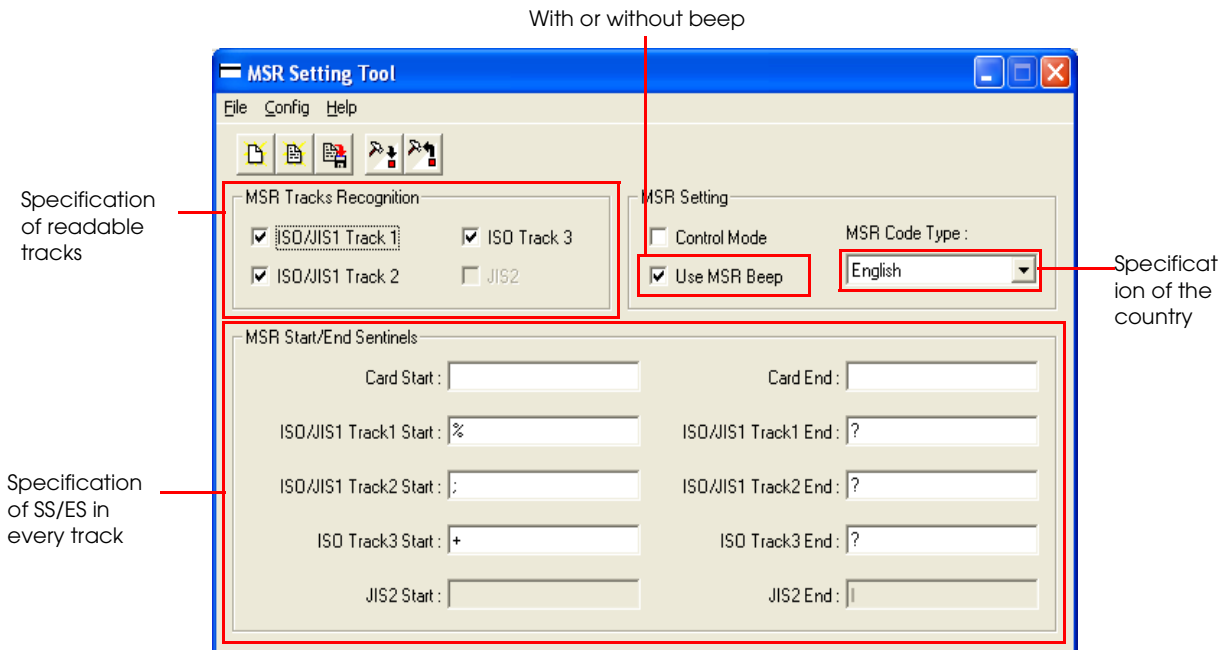 With or without beep
MSR Setting Tool
File Config Help
Specification
of readable
tracks
MSR Tracks Recognition
ISO/JIS1 Track 1
ISO Track 3
ISO/JIS1 Track 2
JIS2
MSR Setting
Control Mode
MSR Code Type :
Use MSR Beep
English
Specificat
ion of the
country
MSR Start/End Sentinels
Card Start :
Card End :
ISO/JIS1 Track1 Start : %
ISO/JIS1 Track1 End : ?
Specification
of SS/ES in
every track
ISO/JIS1 Track2 Start : ;
ISO/JIS1 Track2 End : ?
ISO Track3 Start : +
ISO Track3 End : ?
JIS2 Start :
JIS2 End : |